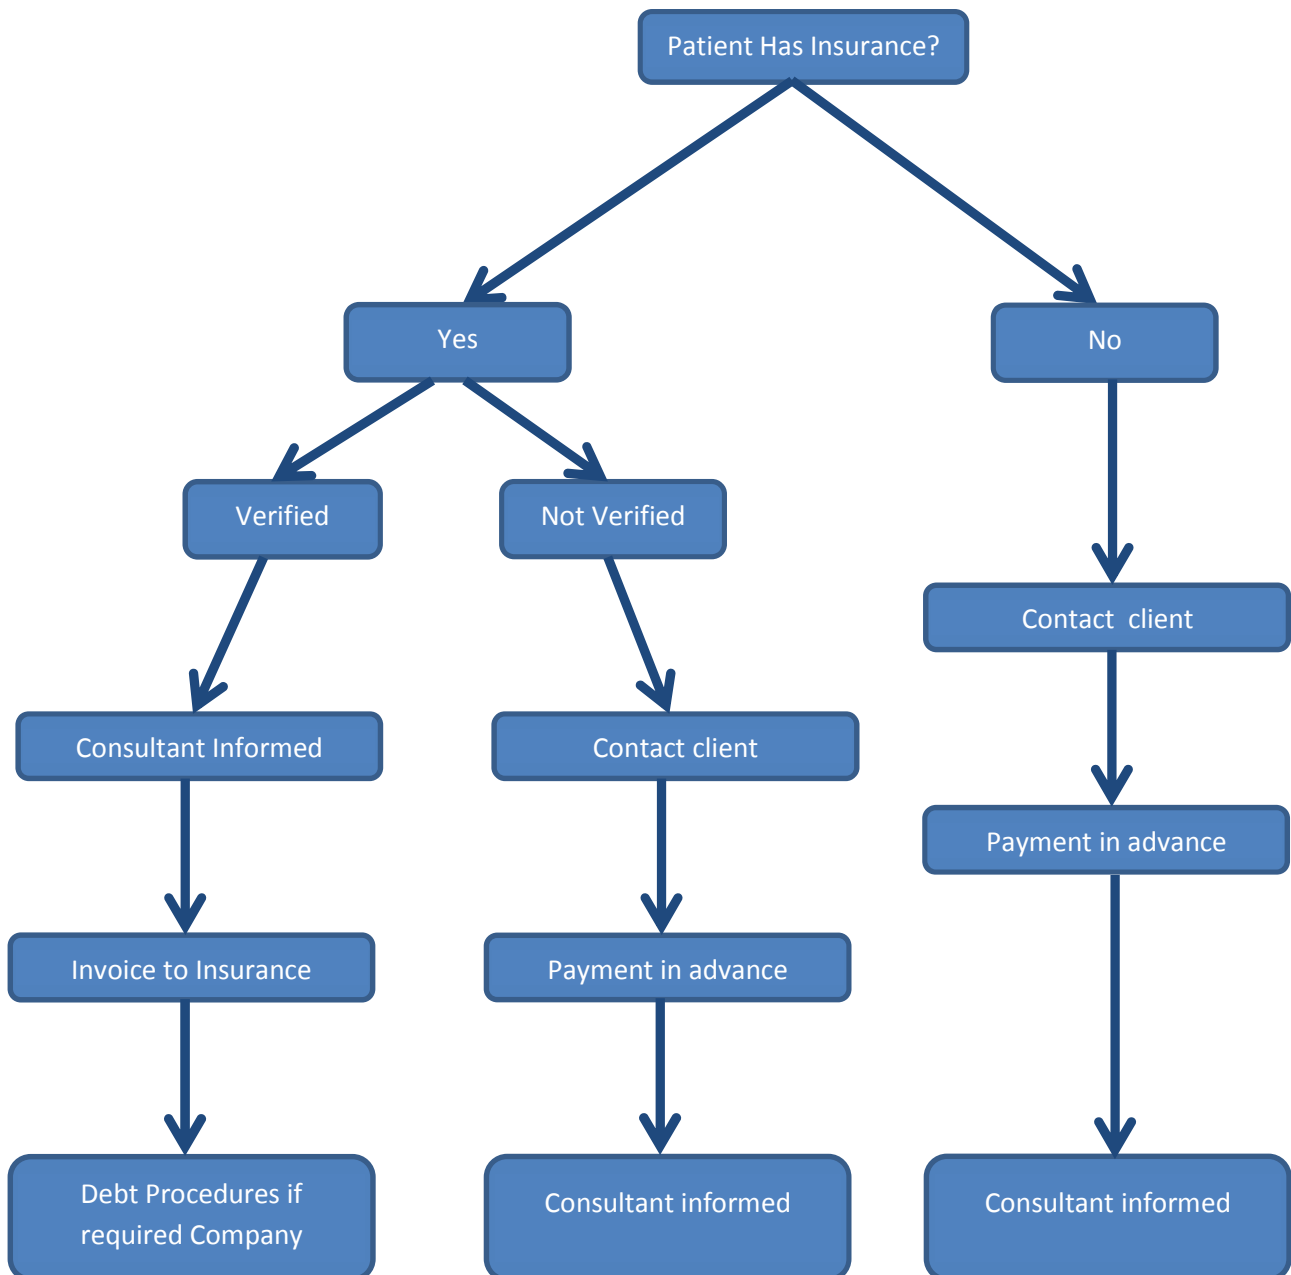 Patient Has Insurance?
Yes
No
Verified
Not Verified
Contact  client
Consultant Informed
Contact client
Payment in advance
Invoice to Insurance
Payment in advance
Debt Procedures if
required Company
Consultant informed
Consultant informed